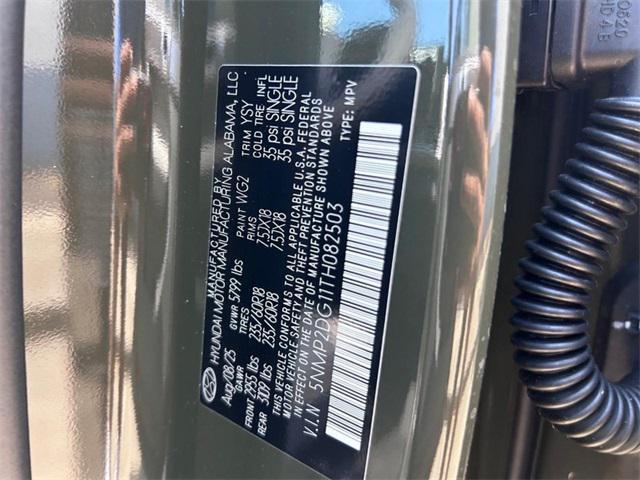 MANUFACTURED BY
HYUNDAI MOTOR MANUFACTURING ALABAMA, LLC
Aug/08/25 GVWR 5799 lbs PAINT WG2 TRIM YSY
GAWR TIRES RIMS COLD TIRE INFL
FRONT 2955 lbs 235/60R18 7.5JX18 35 psi SINGLE
REAR 3109 lbs 235/60R18 7.5JX18 35 psi SINGLE
THIS VEHICLE CONFORMS TO ALL APPLICABLE U.S.A. FEDERAL
MOTOR VEHICLE SAFETY AND THEFT PREVENTION STANDARDS
IN EFFECT ON THE DATE OF MANUFACTURE SHOWN ABOVE
V.I.N 5NMP2DG11TH082503 TYPE: MPV